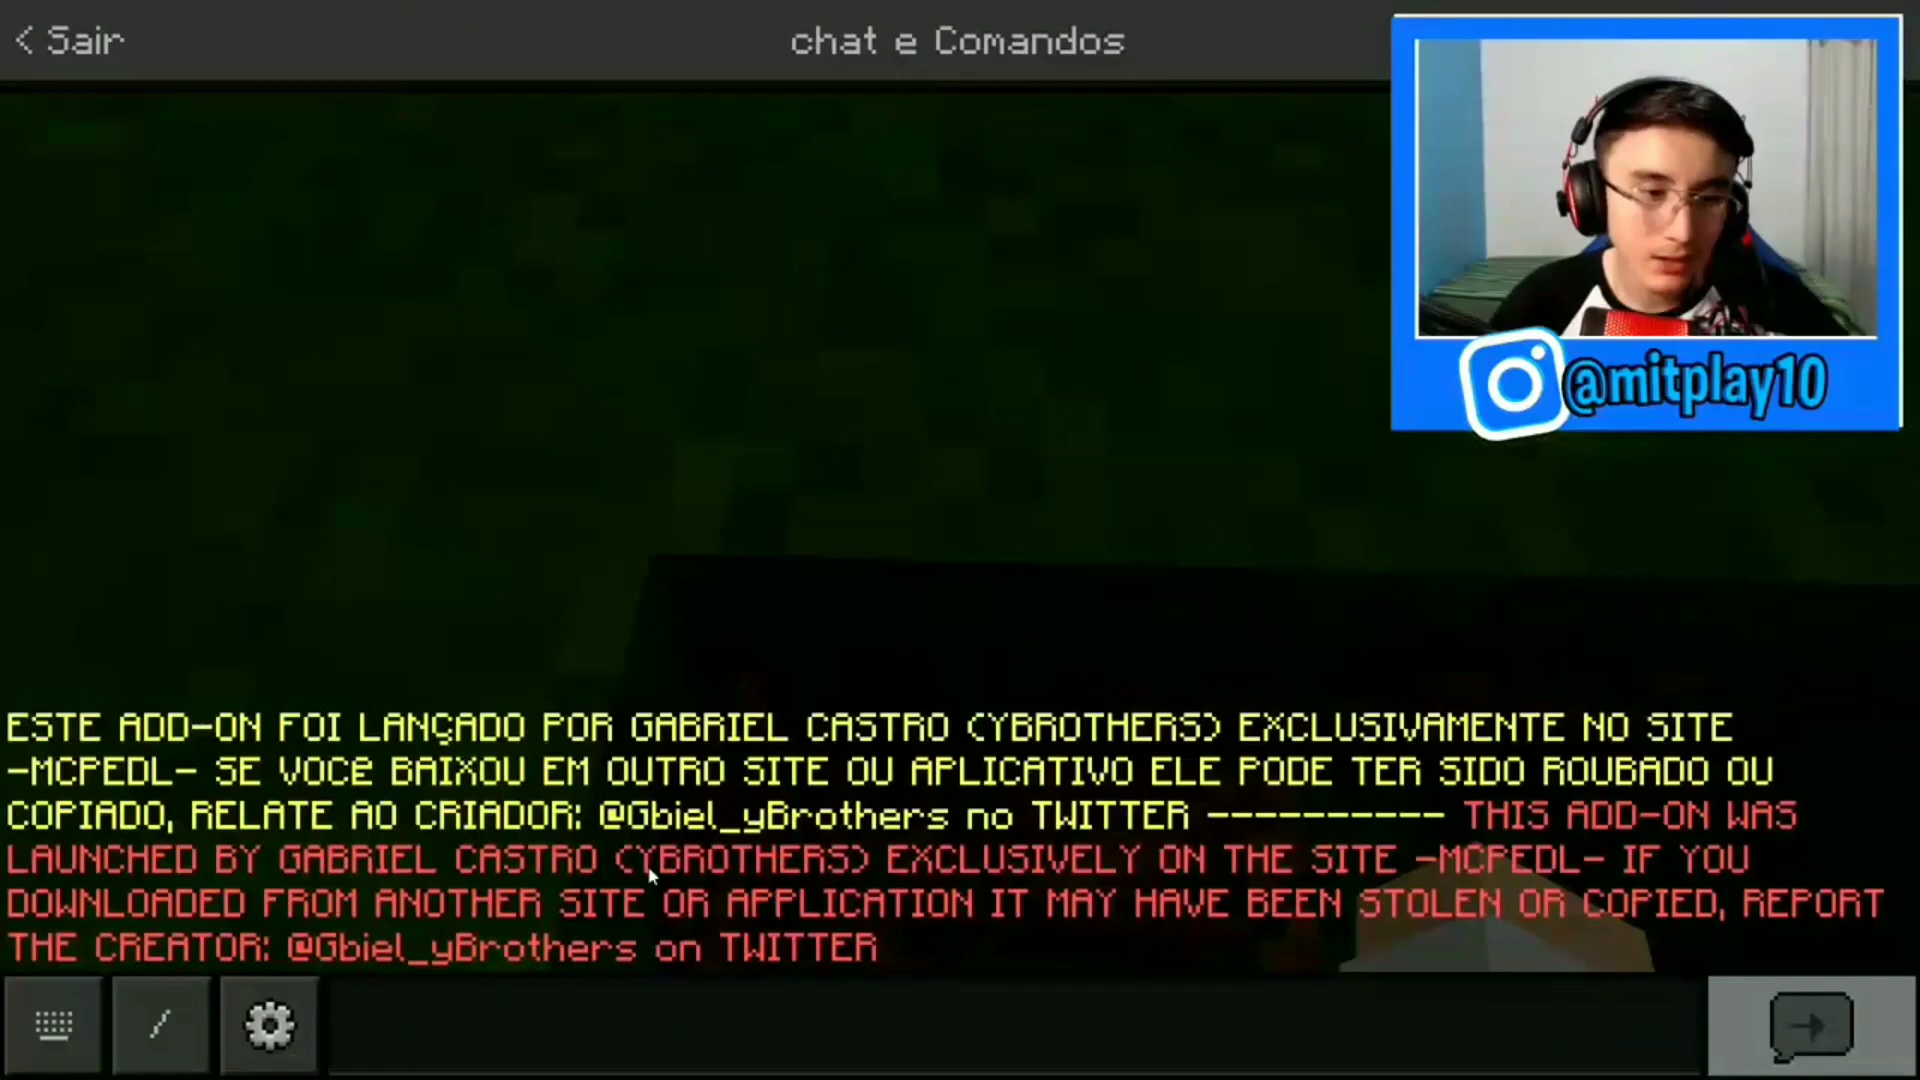 < Sair
chat e Comandos
@mitplay10
ESTE ADD-ON FOI LANÇADO POR GABRIEL CASTRO (YBROTHERS) EXCLUSIVAMENTE NO SITE
-MCPEDL- SE VOCê BAIXOU EM OUTRO SITE OU APLICATIVO ELE PODE TER SIDO ROUBADO OU
COPIADO, RELATE AO CRIADOR: @Gbiel_yBrothers no TWITTER ---------- THIS ADD-ON WAS
LAUNCHED BY GABRIEL CASTRO (YBROTHERS) EXCLUSIVELY ON THE SITE -MCPEDL- IF YOU
DOWNLOADED FROM ANOTHER SITE OR APPLICATION IT MAY HAVE BEEN STOLEN OR COPIED, REPORT
THE CREATOR: @Gbiel_yBrothers on TWITTER
/